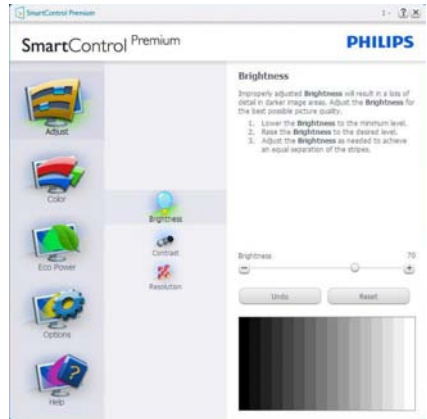 SmartControl Premium
SmartControl Premium
PHILIPS
Adjust
Color
Eco Power
Options
Help
Brightness
Contrast
Resolution
Brightness
Improperly adjusted Brightness will result in a loss of
detail in darker image areas. Adjust the Brightness for
the best possible picture quality.
1. Lower the Brightness to the minimum level.
2. Raise the Brightness to the desired level.
3. Adjust the Brightness as needed to achieve
an equal separation of the stripes.
Brightness 70
Undo Reset